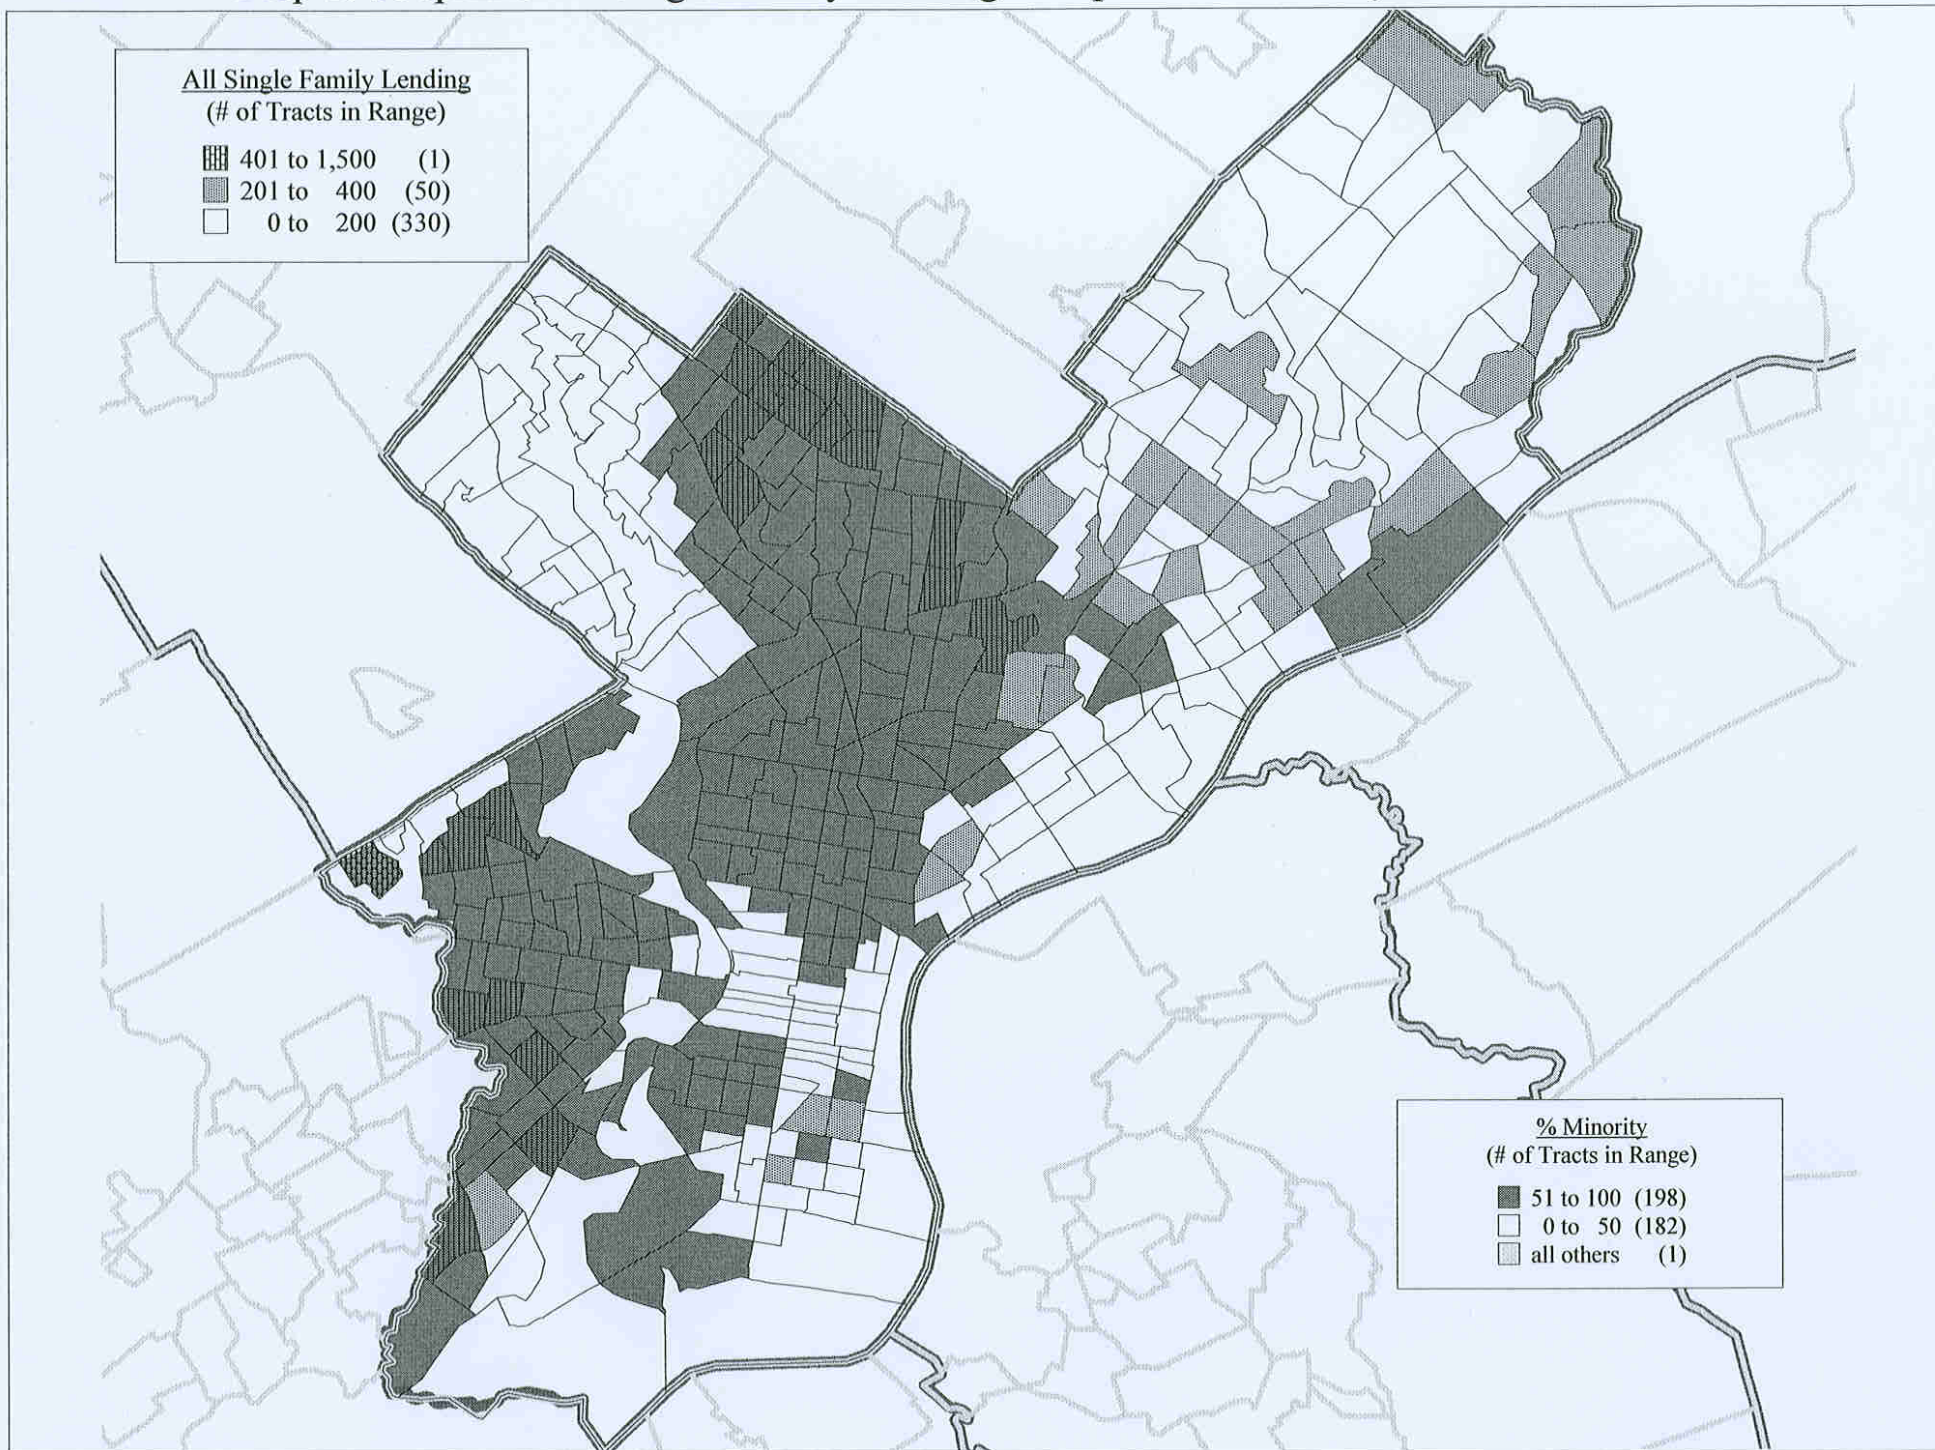 All Single Family Lending
(# of Tracts in Range)
401 to 1,500 (1)
201 to 400 (50)
0 to 200 (330)
% Minority
(# of Tracts in Range)
51 to 100 (198)
0 to 50 (182)
all others (1)